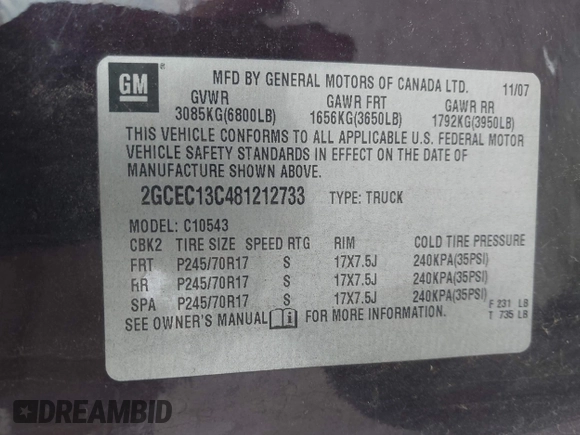 GM
MFD BY GENERAL MOTORS OF CANADA LTD. 11/07
GVWR GAWR FRT GAWR RR
3085KG(6800LB) 1656KG(3650LB) 1792KG(3950LB)
THIS VEHICLE CONFORMS TO ALL APPLICABLE U.S. FEDERAL MOTOR
VEHICLE SAFETY STANDARDS IN EFFECT ON THE DATE OF
MANUFACTURE SHOWN ABOVE.
2GCEC13C481212733 TYPE: TRUCK
MODEL: C10543
CBK2 TIRE SIZE SPEED RTG RIM COLD TIRE PRESSURE
FRT P245/70R17 S 17X7.5J 240KPA(35PSI)
RR P245/70R17 S 17X7.5J 240KPA(35PSI)
SPA P245/70R17 S 17X7.5J 240KPA(35PSI)
F 231 LB
SEE OWNER'S MANUAL i FOR MORE INFORMATION. T 735 LB
DREAMBID